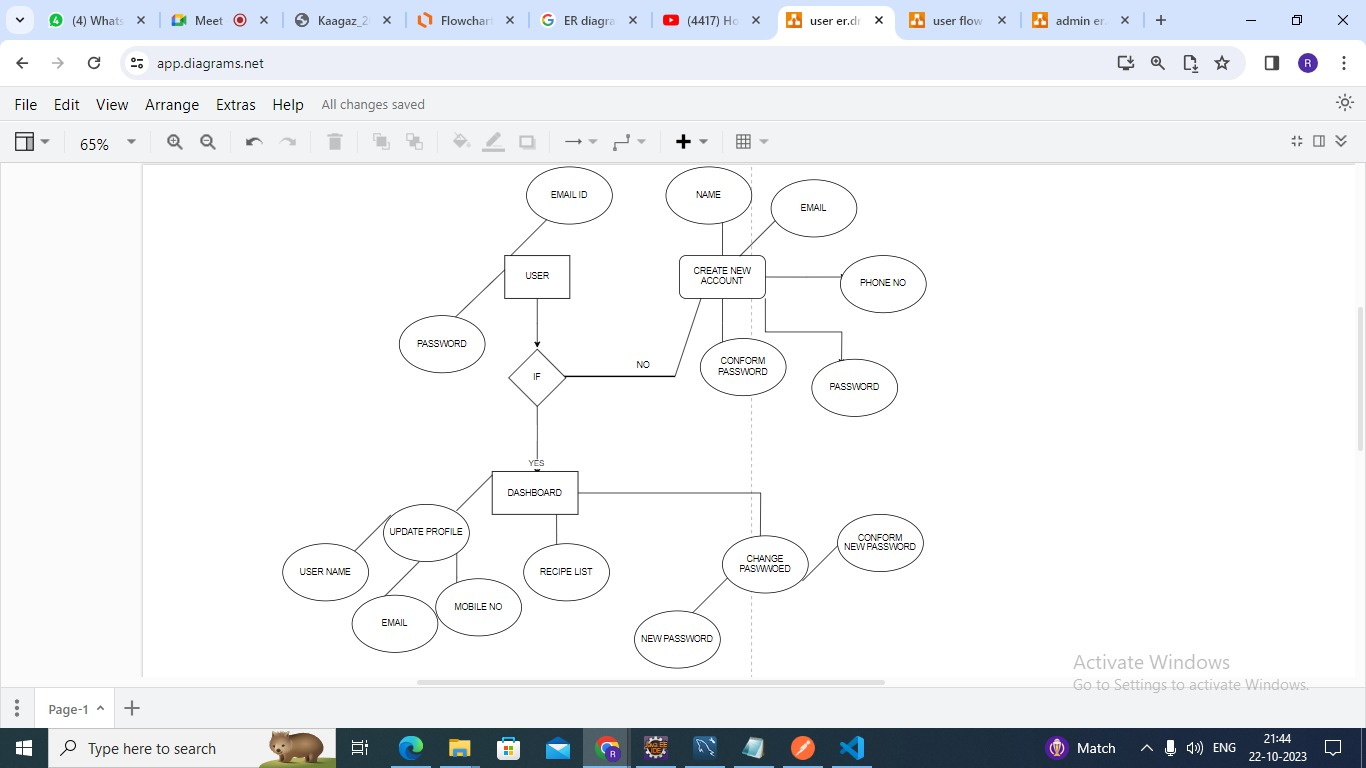 (4) Whats
Meet
Kaagaz_2
Flowchar
ER diagra
(4417) Ho
user er.dr
user flow
admin er.
app.diagrams.net
R
File Edit View Arrange Extras Help All changes saved
65%
EMAIL ID
NAME
EMAIL
USER
CREATE NEW
ACCOUNT
PHONE NO
PASSWORD
IF
NO
CONFORM
PASSWORD
PASSWORD
YES
DASHBOARD
UPDATE PROFILE
USER NAME
RECIPE LIST
CHANGE
PASWWOED
CONFORM
NEW PASSWORD
EMAIL
MOBILE NO
NEW PASSWORD
Activate Windows
Go to Settings to activate Windows.
Page-1
Type here to search
Match
ENG
21:44
22-10-2023